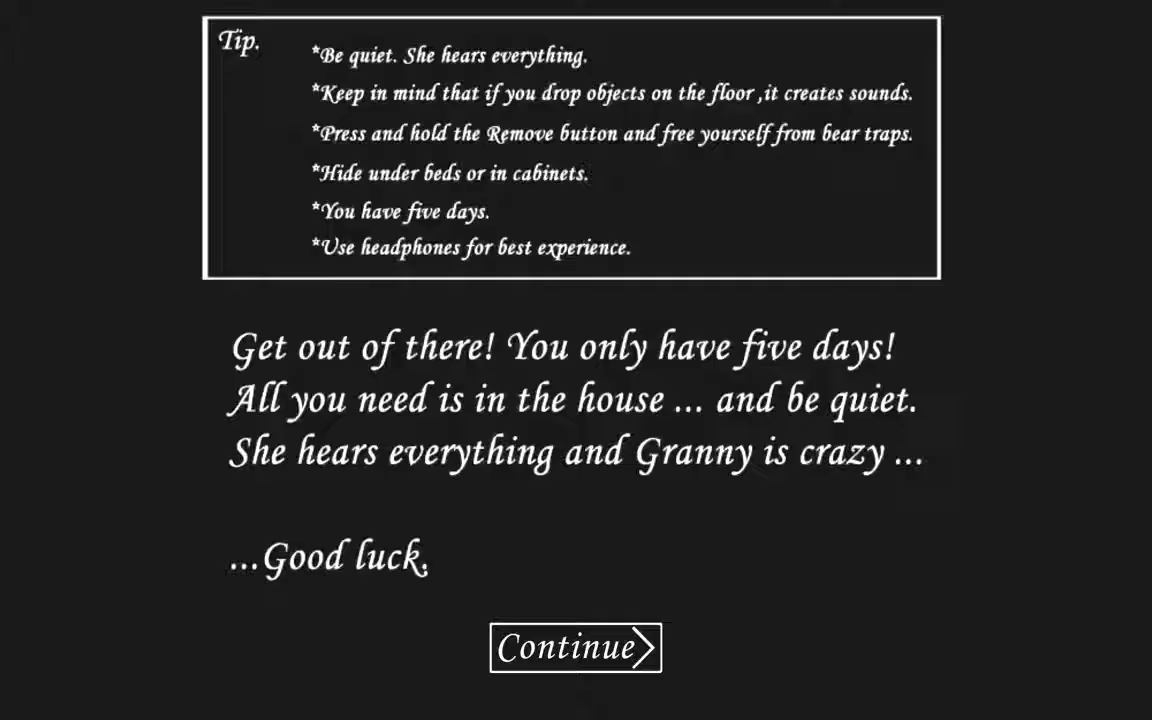 Tip.
*Be quiet. She hears everything.
*Keep in mind that if you drop objects on the floor ,it creates sounds.
*Press and hold the Remove button and free yourself from bear traps.
*Hide under beds or in cabinets.
*You have five days.
*Use headphones for best experience.
Get out of there! You only have five days!
All you need is in the house ... and be quiet.
She hears everything and Granny is crazy ...
...Good luck.
Continue